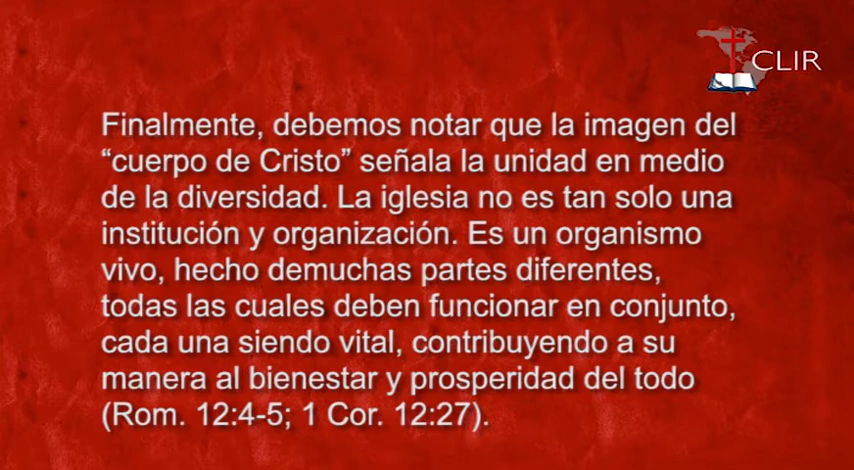 CLIR
Finalmente, debemos notar que la imagen del
“cuerpo de Cristo” señala la unidad en medio
de la diversidad. La iglesia no es tan solo una
institución y organización. Es un organismo
vivo, hecho demuchas partes diferentes,
todas las cuales deben funcionar en conjunto,
cada una siendo vital, contribuyendo a su
manera al bienestar y prosperidad del todo
(Rom. 12:4-5; 1 Cor. 12:27).